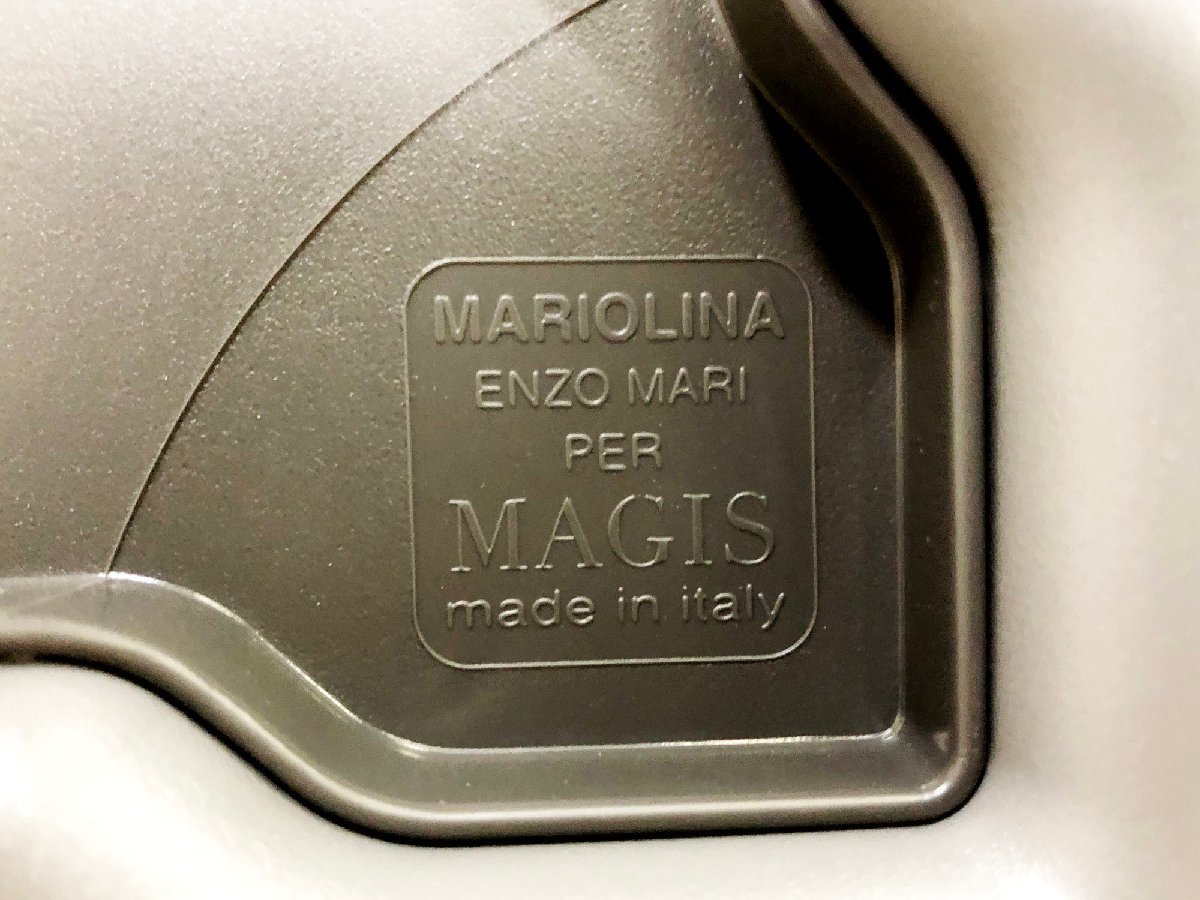 MARIOLINA
ENZO MARI
PER
MAGIS
made in italy